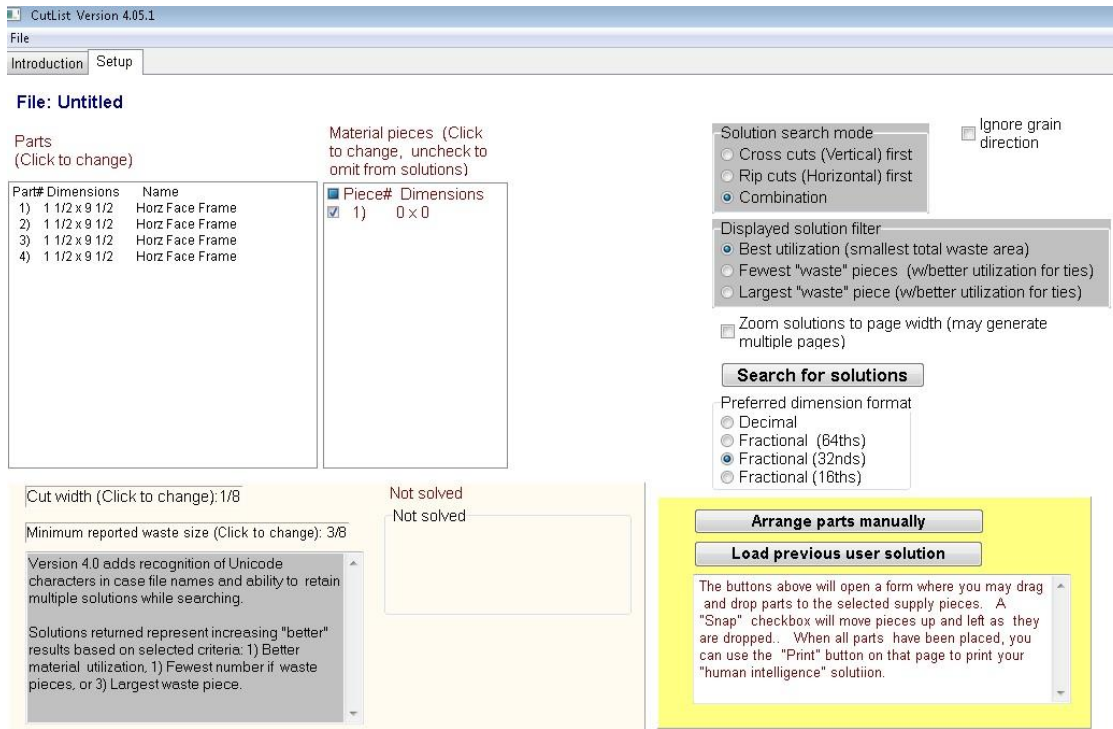 CutList Version 4.05.1
File
Introduction
Setup
File: Untitled
Parts
(Click to change)
Part# Dimensions Name
1) 1 1/2 x 9 1/2 Horz Face Frame
2) 1 1/2 x 9 1/2 Horz Face Frame
3) 1 1/2 x 9 1/2 Horz Face Frame
4) 1 1/2 x 9 1/2 Horz Face Frame
Material pieces (Click
to change, uncheck to
omit from solutions)
Piece# Dimensions
1) 0 x 0
Solution search mode
Cross cuts (Vertical) first
Rip cuts (Horizontal) first
Combination
Ignore grain
direction
Displayed solution filter
Best utilization (smallest total waste area)
Fewest "waste" pieces (w/better utilization for ties)
Largest "waste" piece (w/better utilization for ties)
Zoom solutions to page width (may generate
multiple pages)
Search for solutions
Preferred dimension format
Decimal
Fractional (64ths)
Fractional (32nds)
Fractional (16ths)
Cut width (Click to change):1/8
Minimum reported waste size (Click to change): 3/8
Version 4.0 adds recognition of Unicode
characters in case file names and ability to retain
multiple solutions while searching.
Solutions returned represent increasing "better"
results based on selected criteria: 1) Better
material utilization, 1) Fewest number if waste
pieces, or 3) Largest waste piece.
Not solved
Not solved
Arrange parts manually
Load previous user solution
The buttons above will open a form where you may drag
and drop parts to the selected supply pieces. A
"Snap" checkbox will move pieces up and left as they
are dropped.. When all parts have been placed, you
can use the "Print" button on that page to print your
"human intelligence" solutiion.